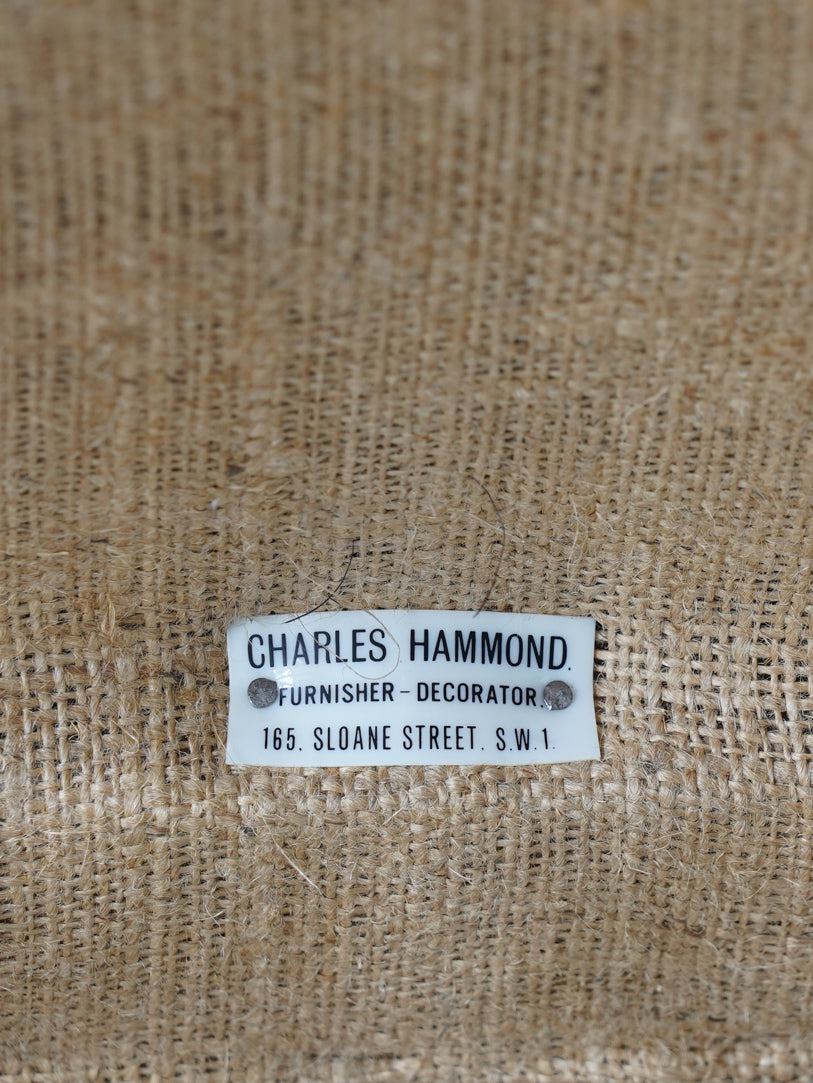 CHARLES HAMMOND.
FURNISHER - DECORATOR.
165. SLOANE STREET. S.W.1.